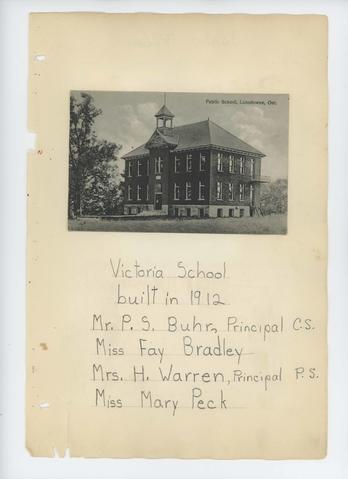 Public School, Lansdowne, Ont.
Victoria School
built in 1912.
Mr. P. S. Buhr, Principal C.S.
Miss Fay Bradley
Mrs. H. Warren, Principal P.S.
Miss Mary Peck